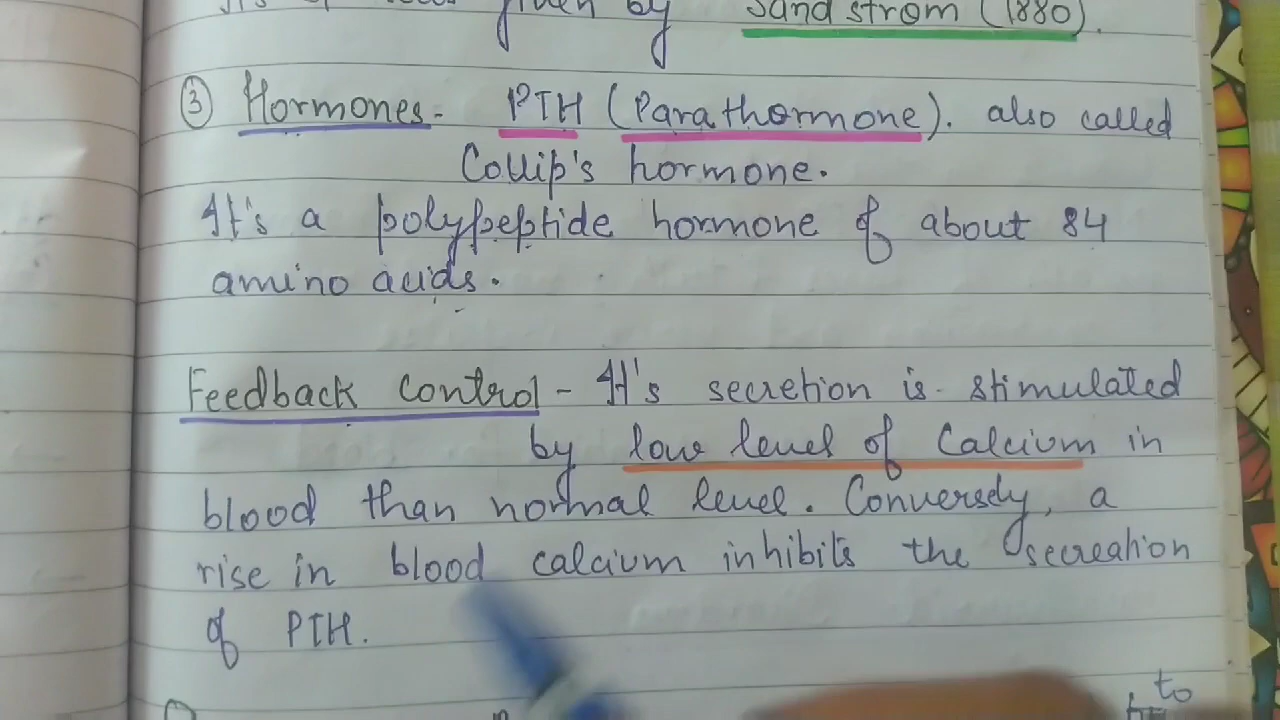 given by Sandstrom (1880).
③ Hormones- PTH (Parathormone). also called
Collip's hormone.
It's a polypeptide hormone of about 84
amino acids.
Feedback control - It's secretion is stimulated
by low level of Calcium in
blood than normal level. Conversely, a
rise in blood calcium inhibits the secreation
of PTH.
to